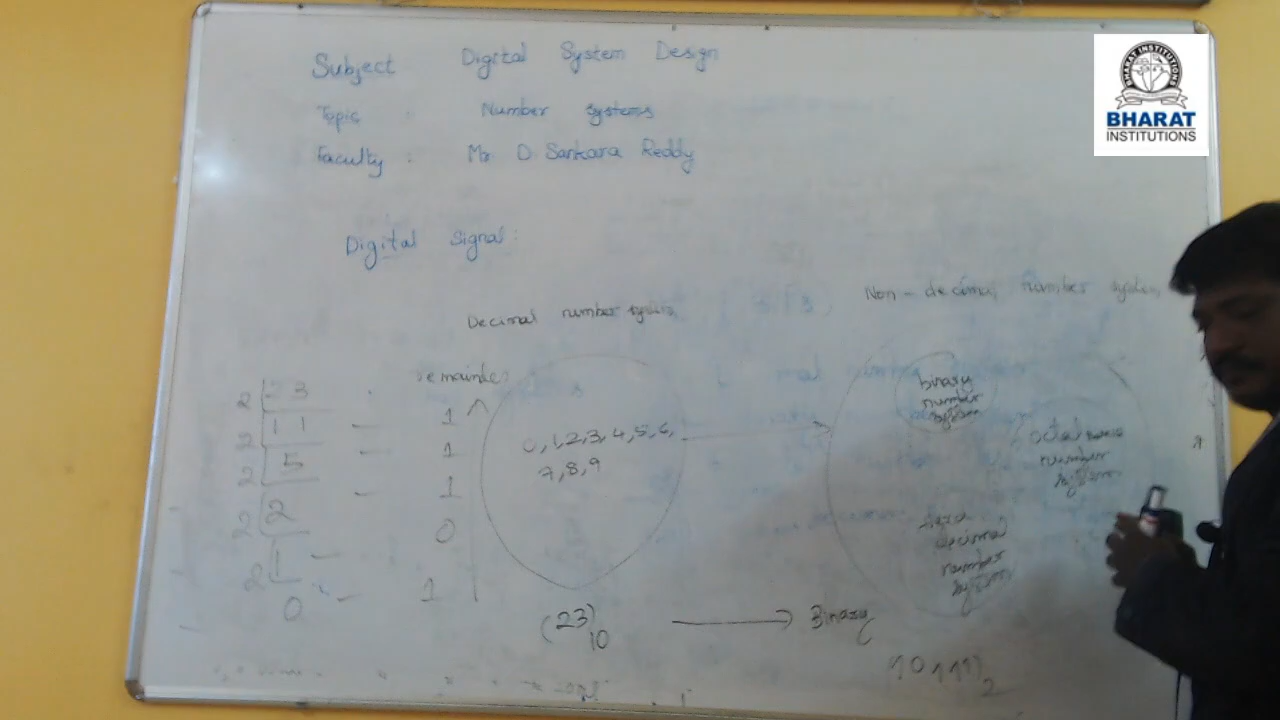 Subject Digital System Design
Topic : Number Systems
Faculty : Mr D. Sankara Reddy
Digital Signal:
Decimal number system,
Non-decimal number system,
remainder
2 23
2 11 — 1
2 5 — 1
2 2 — 1
2 1 — 0
0 — 1
0,1,2,3,4,5,6,
7,8,9
binary
number
system
octal
number
system
hexa
decimal
number
system
(23)10 → Binary
(10111)2
BHARAT INSTITUTIONS
BHARAT
INSTITUTIONS